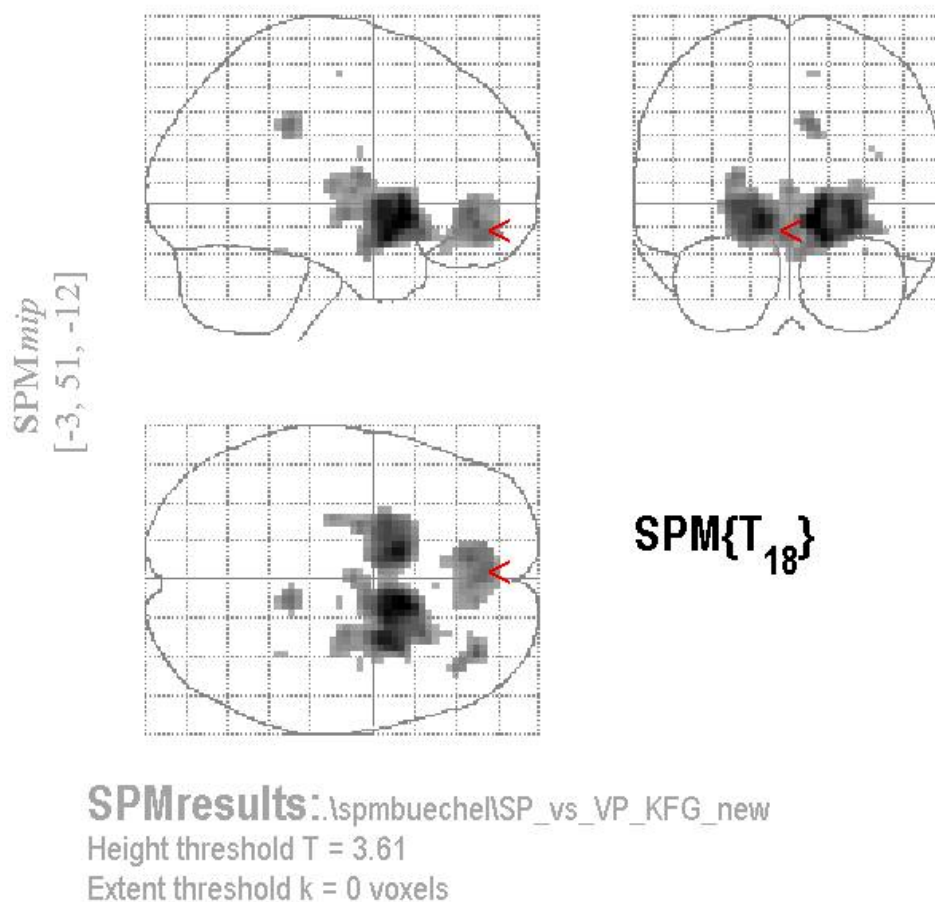 SPMmip
[-3, 51, -12]
<
<
<
SPM{T18}
SPMresults:.\spmbuechel\SP_vs_VP_KFG_new
Height threshold T = 3.61
Extent threshold k = 0 voxels